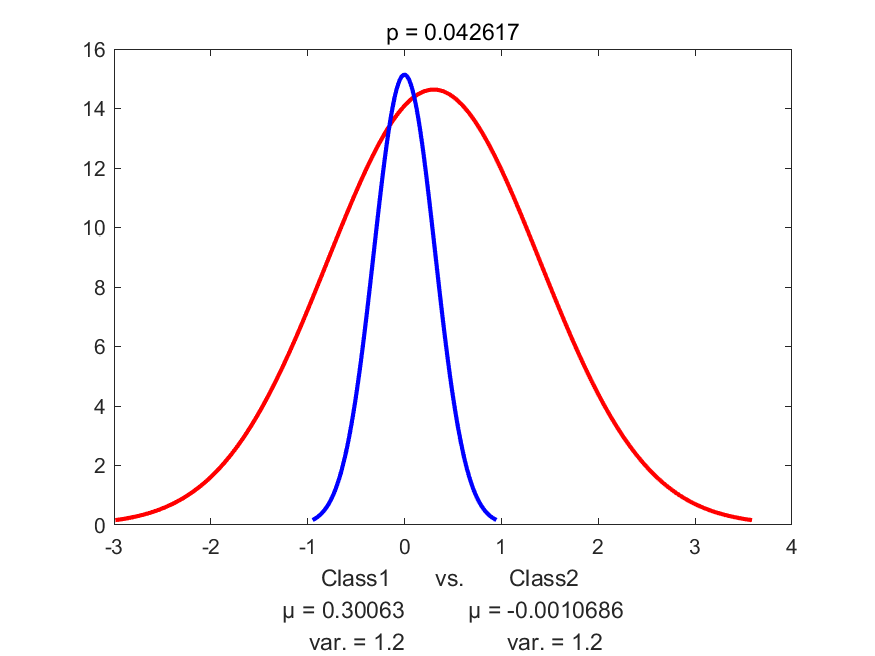 p = 0.042617
16
14
12
10
8
6
4
2
0
-3 -2 -1 0 1 2 3 4
Class1 vs. Class2
μ = 0.30063 μ = -0.0010686
var. = 1.2 var. = 1.2